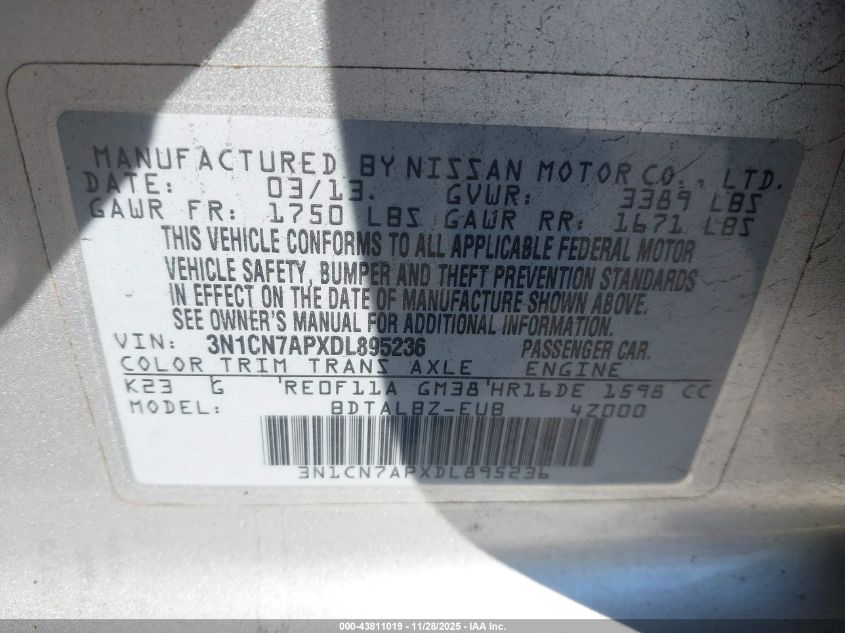 MANUFACTURED BY NISSAN MOTOR CO., LTD.
DATE: 03/13. GVWR: 3389 LBS
GAWR FR: 1750 LBS GAWR RR: 1671 LBS
THIS VEHICLE CONFORMS TO ALL APPLICABLE FEDERAL MOTOR
VEHICLE SAFETY, BUMPER AND THEFT PREVENTION STANDARDS
IN EFFECT ON THE DATE OF MANUFACTURE SHOWN ABOVE.
SEE OWNER'S MANUAL FOR ADDITIONAL INFORMATION.
VIN: 3N1CN7APXDL895236 PASSENGER CAR.
COLOR TRIM TRANS AXLE ENGINE
K23 G RE0F11A GM38 HR16DE 1598 CC
MODEL: BDTALBZ-EUB 4Z000
3N1CN7APXDL895236
000-43811019 - 11/28/2025 - IAA Inc.